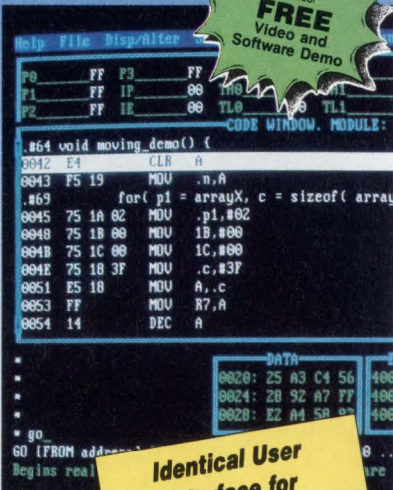 FREE
Video and
Software Demo
Help File Disp/Alter
P0 FF P3 FF
P1 FF IP 00
P2 FF IE 00 TL0 00 TL1
CODE WINDOW. MODULE:
.#64 void moving_demo() {
0042 E4 CLR A
0043 F5 19 MOV .n,A
.#69 for( p1 = arrayX, c = sizeof( array
0045 75 1A 02 MOV .p1,#02
0048 75 1B 00 MOV 1B,#00
004B 75 1C 00 MOV 1C,#00
004E 75 18 3F MOV .c,#3F
0051 E5 18 MOV A,.c
0053 FF MOV R7,A
0054 14 DEC A
DATA
0020: 25 A3 C4 56
0024: 28 92 A7 FF
0028: E2 A4 58
* go_
GO [FROM
Begins real
Identical User
for